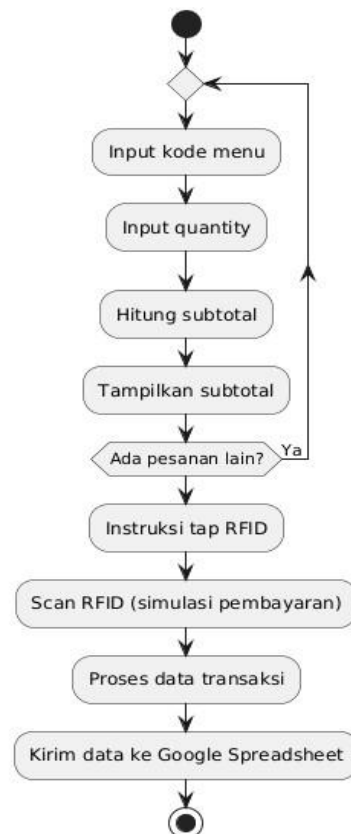 Input kode menu
Input quantity
Hitung subtotal
Tampilkan subtotal
Ada pesanan lain?
Ya
Instruksi tap RFID
Scan RFID (simulasi pembayaran)
Proses data transaksi
Kirim data ke Google Spreadsheet